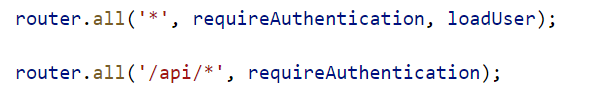 router.all('*', requireAuthentication, loadUser);
router.all('/api/*', requireAuthentication);